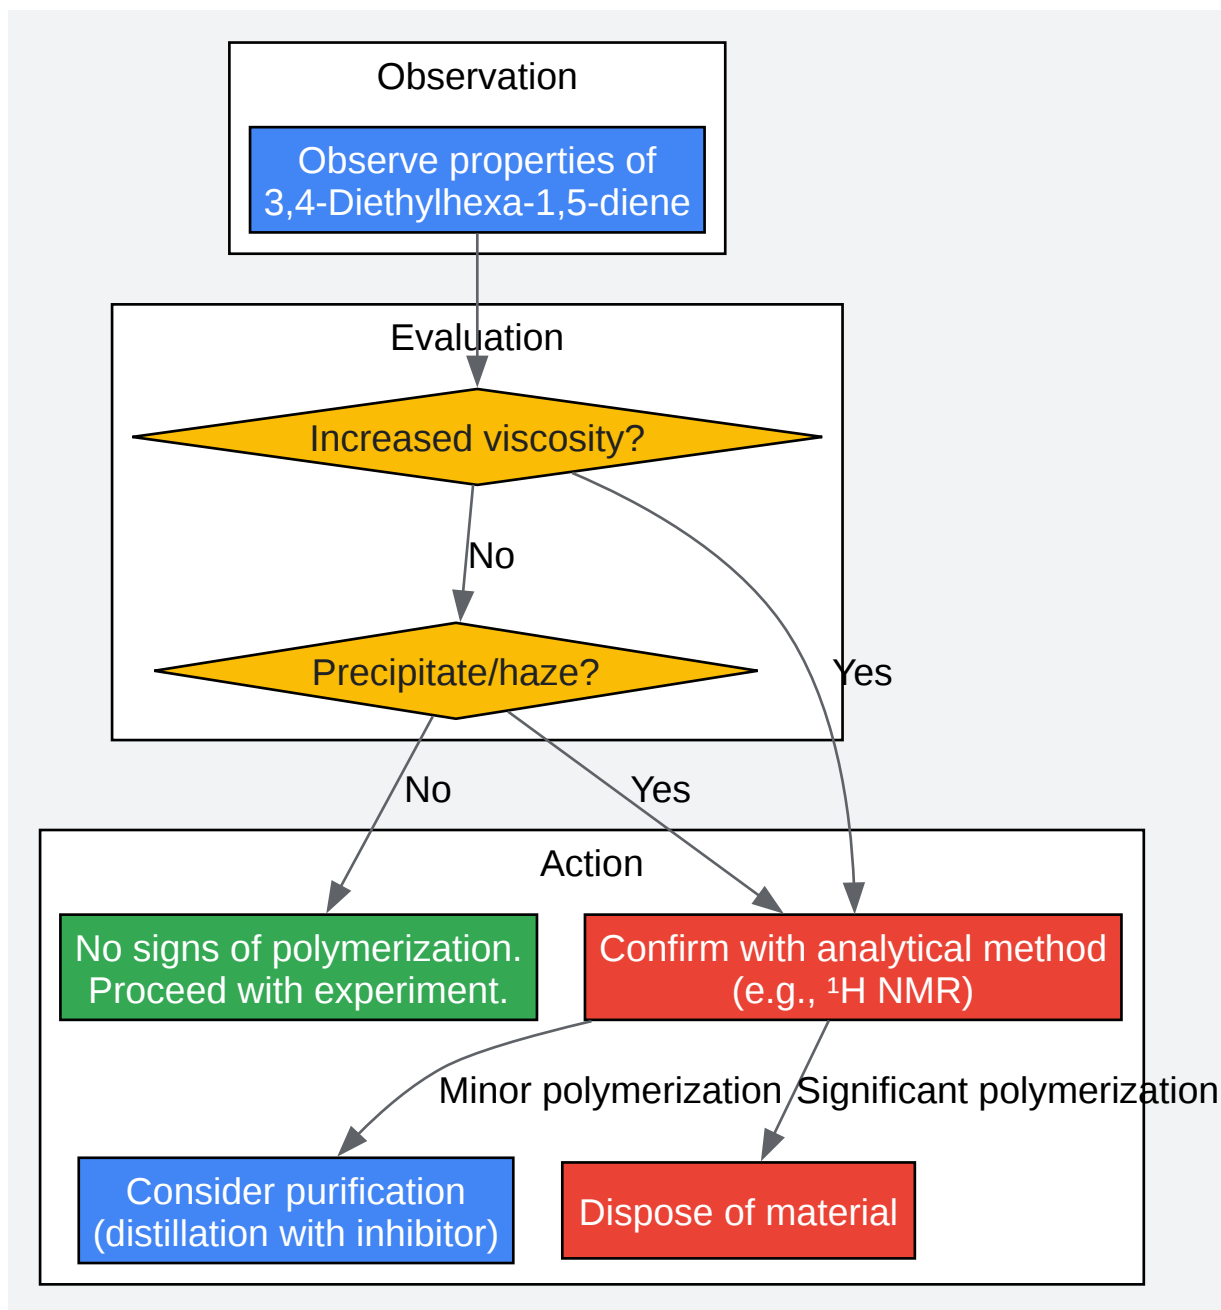 Observation
Observe properties of
3,4-Diethylhexa-1,5-diene
Evaluation
Increased viscosity?
No
Precipitate/haze?
Yes
No
Yes
Action
No signs of polymerization.
Proceed with experiment.
Confirm with analytical method
(e.g., ¹H NMR)
Minor polymerization
Significant polymerization
Consider purification
(distillation with inhibitor)
Dispose of material